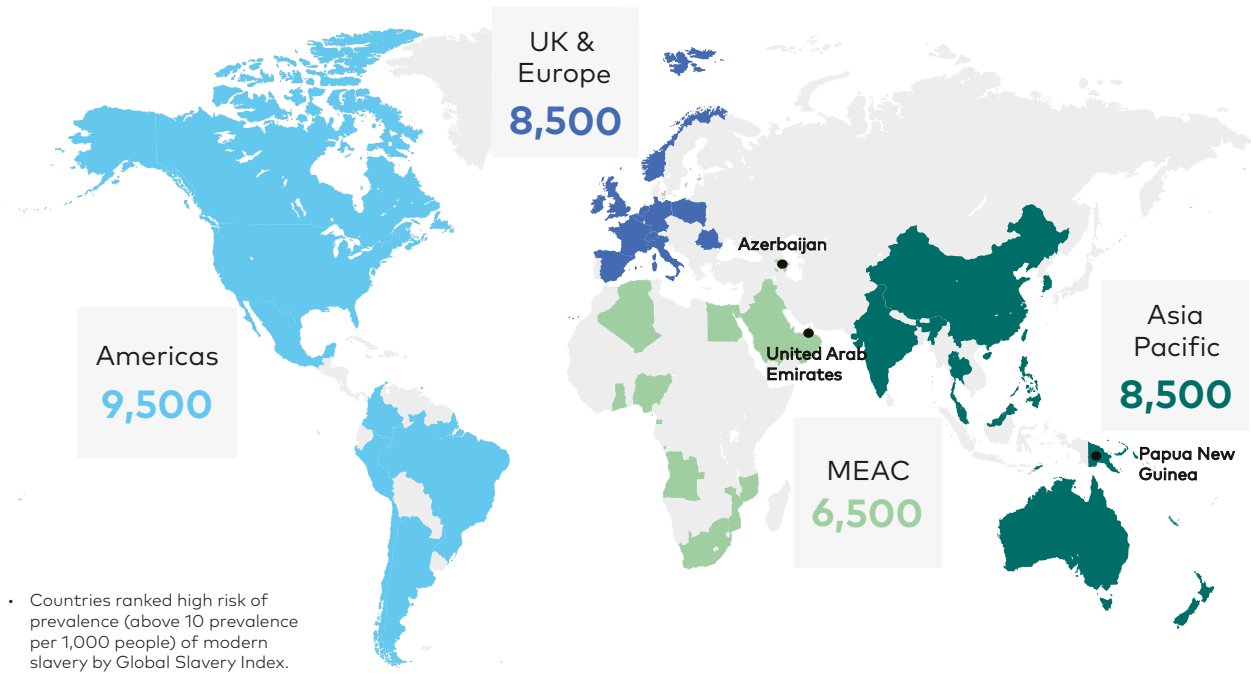 UK &
Europe
8,500
Azerbaijan
Asia
Pacific
8,500
Americas
9,500
United Arab
Emirates
MEAC
6,500
Papua New
Guinea
• Countries ranked high risk of
prevalence (above 10 prevalence
per 1,000 people) of modern
slavery by Global Slavery Index.